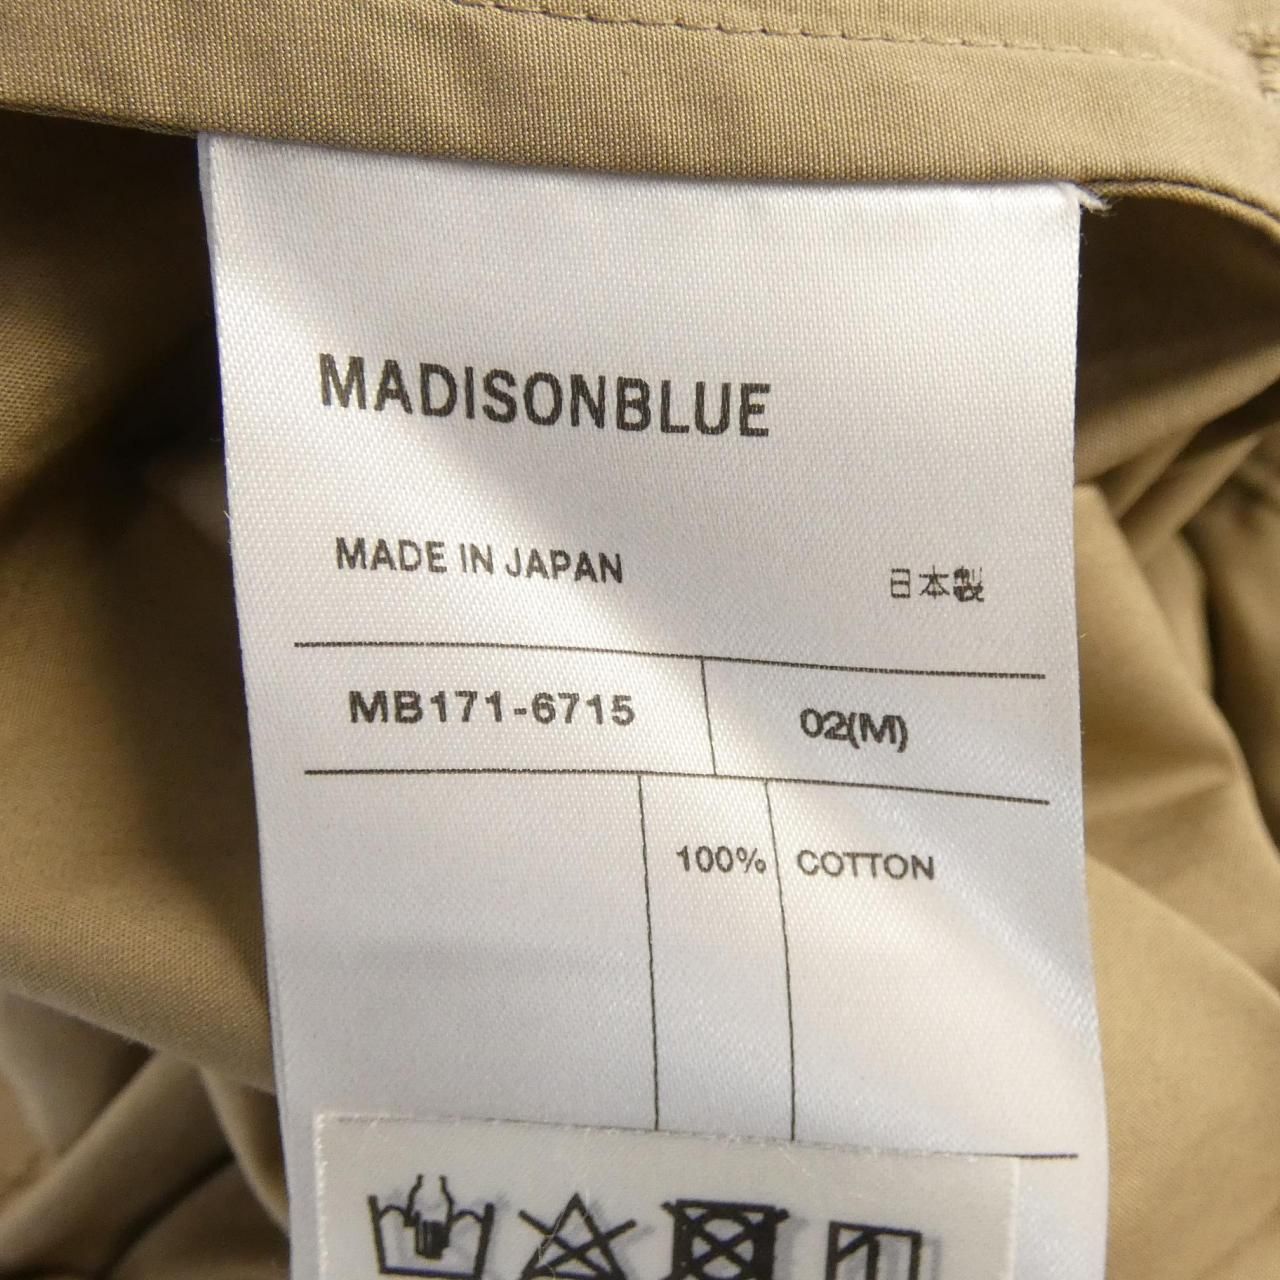 MADISONBLUE
MADE IN JAPAN 日本製
MB171-6715 02(M)
100% COTTON